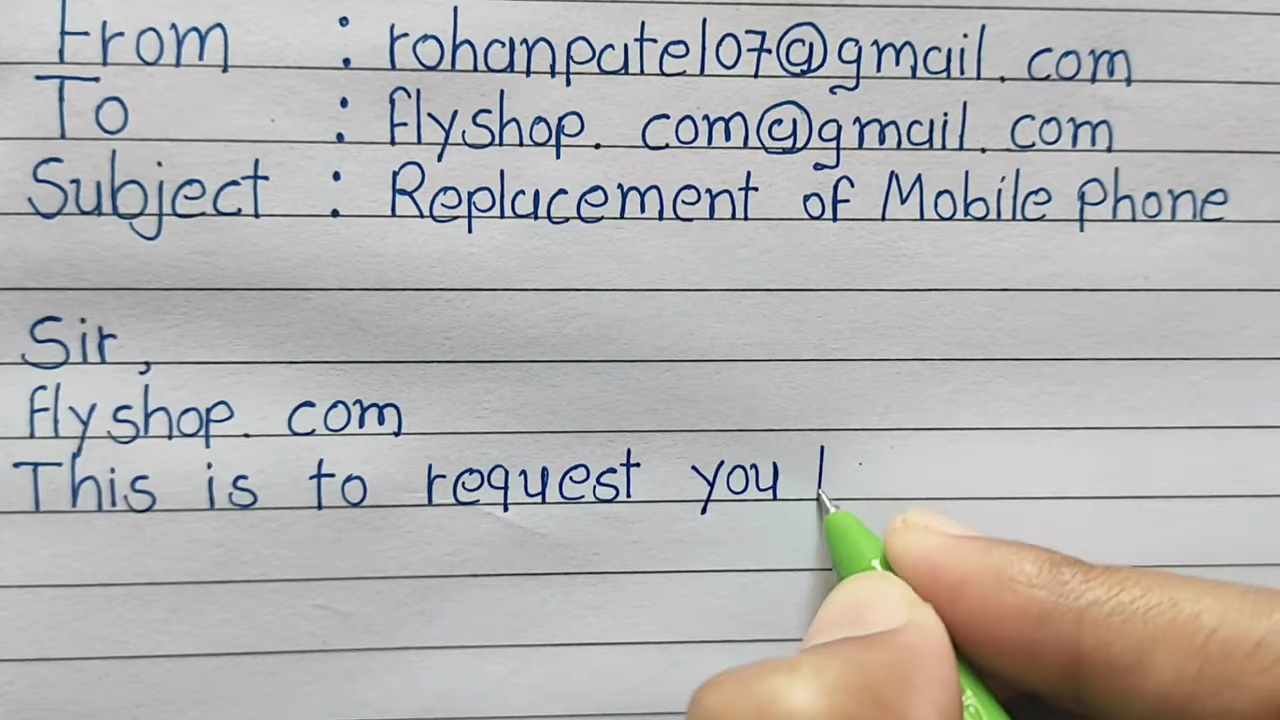 From : rohanpatel07@gmail.com
To : flyshop.com@gmail.com
Subject : Replacement of Mobile phone
Sir,
flyshop.com
This is to request you